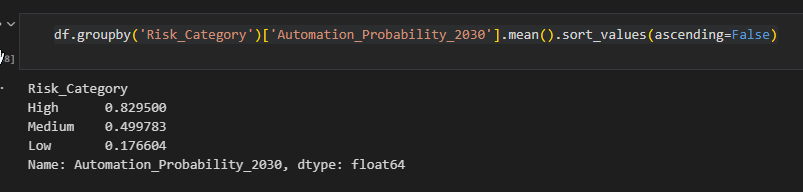 df.groupby('Risk_Category')['Automation_Probability_2030'].mean().sort_values(ascending=False)
8]
Risk_Category
High      0.829500
Medium    0.499783
Low       0.176604
Name: Automation_Probability_2030, dtype: float64